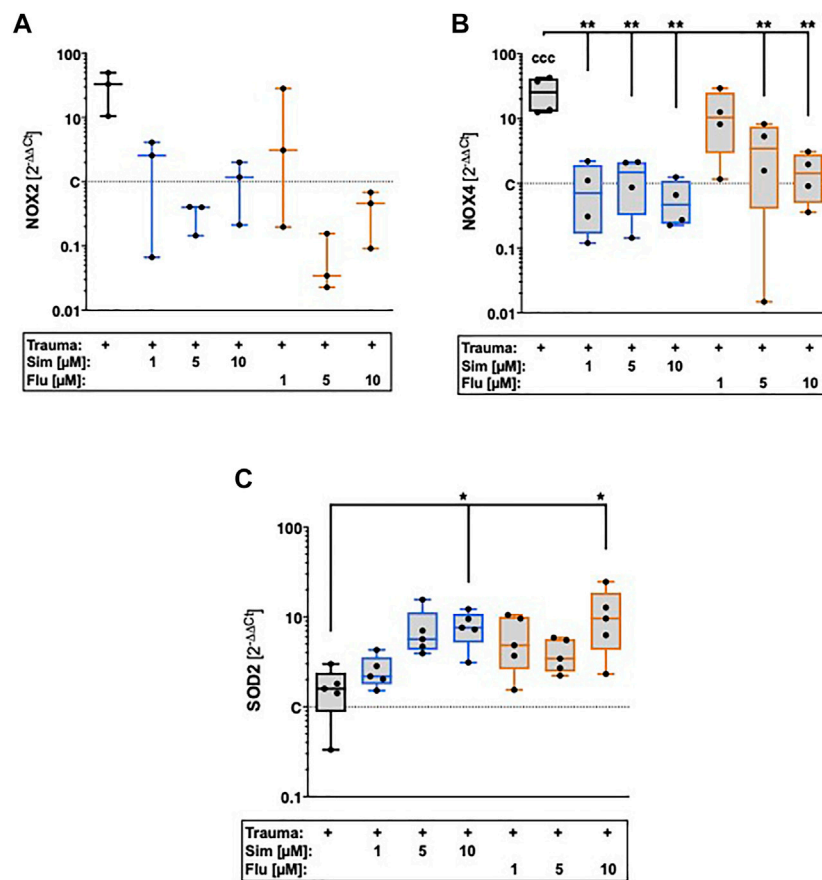 A
NOX2 [2-ΔΔCt]
100
10
C
0.1
0.01
Trauma: + + + + + + +
Sim [µM]: 1 5 10
Flu [µM]: 1 5 10
B
** ** ** ** **
NOX4 [2-ΔΔCt]
100
ccc
10
C
0.1
0.01
Trauma: + + + + + + +
Sim [µM]: 1 5 10
Flu [µM]: 1 5 10
C
* *
SOD2 [2-ΔΔCt]
100
10
C
0.1
Trauma: + + + + + + +
Sim [µM]: 1 5 10
Flu [µM]: 1 5 10